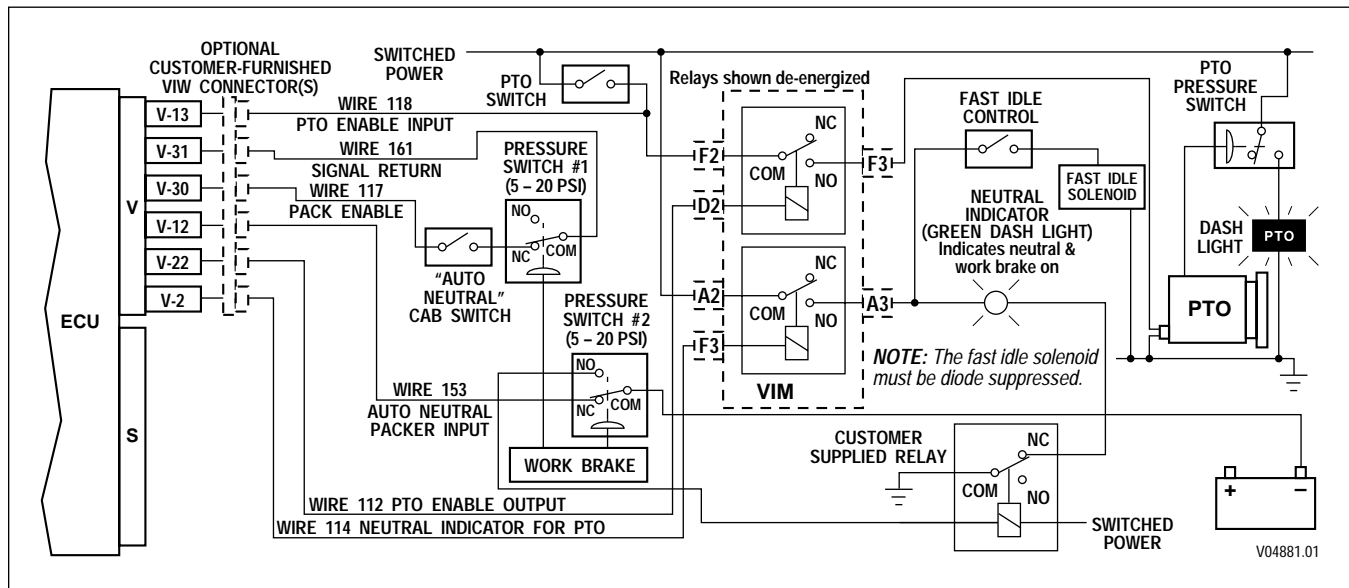 OPTIONAL
CUSTOMER-FURNISHED
VIW CONNECTOR(S)
SWITCHED
POWER
PTO
SWITCH
Relays shown de-energized
PTO
PRESSURE
SWITCH
FAST IDLE
CONTROL
V-13
WIRE 118
PTO ENABLE INPUT
V-31
WIRE 161
SIGNAL RETURN
V-30
WIRE 117
PACK ENABLE
V-12
V-22
V-2
V
ECU
S
PRESSURE
SWITCH #1
(5 – 20 PSI)
NO
COM
NC
"AUTO
NEUTRAL"
CAB SWITCH
PRESSURE
SWITCH #2
(5 – 20 PSI)
NO
COM
NC
WIRE 153
AUTO NEUTRAL
PACKER INPUT
WORK BRAKE
WIRE 112 PTO ENABLE OUTPUT
WIRE 114 NEUTRAL INDICATOR FOR PTO
F2
NC
COM
NO
F3
D2
A2
NC
COM
NO
A3
F3
VIM
FAST IDLE
SOLENOID
NEUTRAL
INDICATOR
(GREEN DASH LIGHT)
Indicates neutral &
work brake on
DASH
LIGHT
PTO
PTO
NOTE: The fast idle solenoid
must be diode suppressed.
CUSTOMER
SUPPLIED RELAY
NC
COM
NO
SWITCHED
POWER
+
–
V04881.01